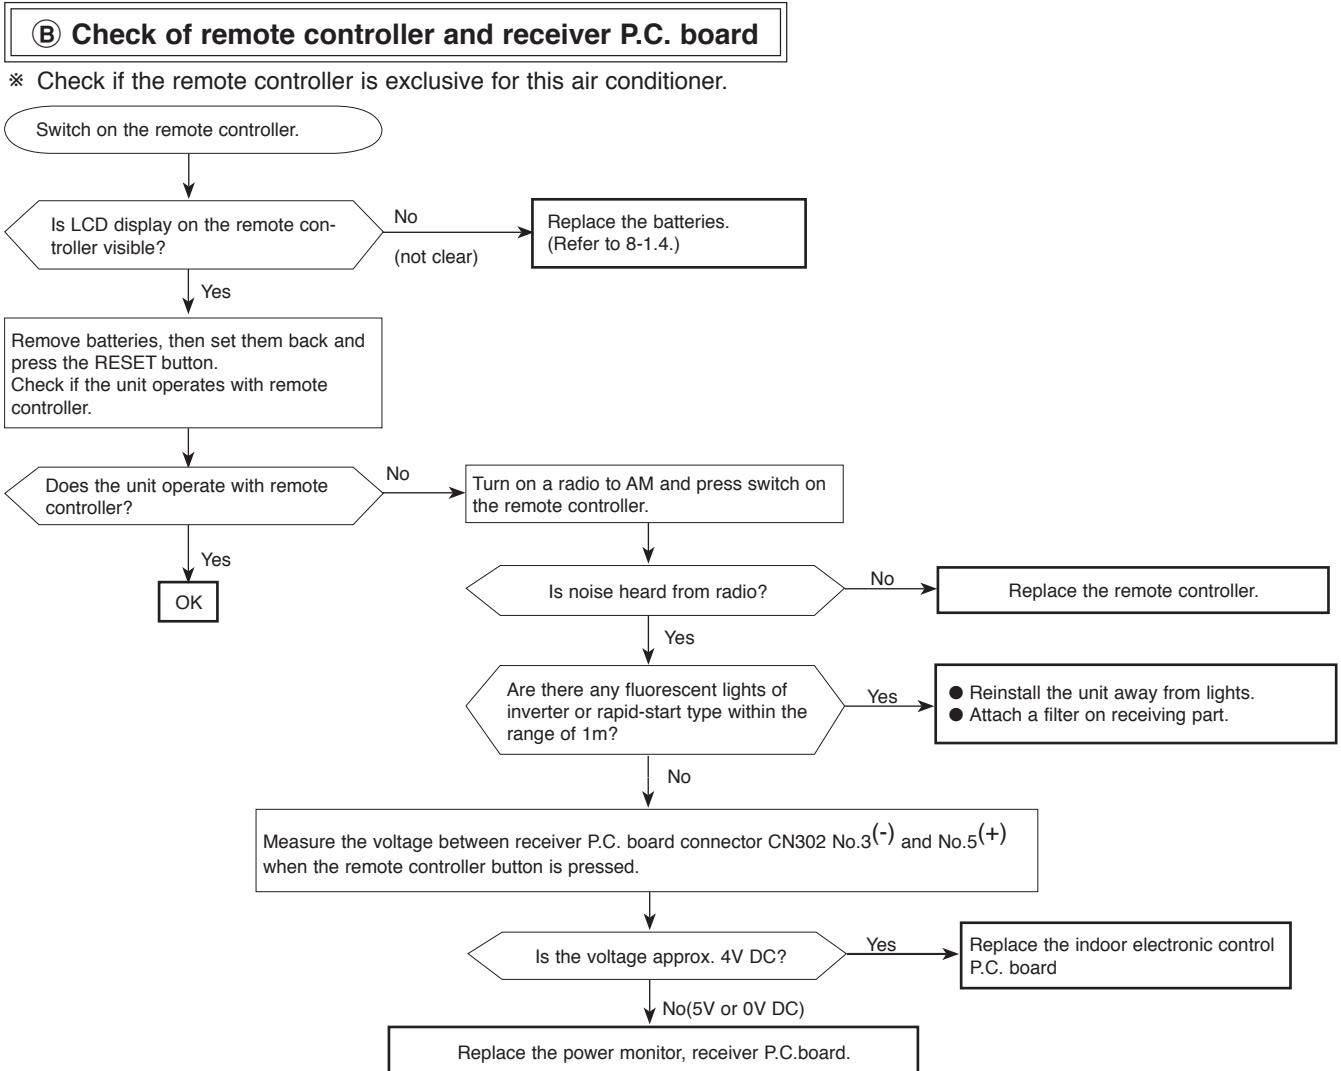 Ⓑ Check of remote controller and receiver P.C. board
※ Check if the remote controller is exclusive for this air conditioner.
Switch on the remote controller.
Is LCD display on the remote con-
troller visible?
No
(not clear)
Replace the batteries.
(Refer to 8-1.4.)
Yes
Remove batteries, then set them back and
press the RESET button.
Check if the unit operates with remote
controller.
Does the unit operate with remote
controller?
No
Turn on a radio to AM and press switch on
the remote controller.
Yes
OK
Is noise heard from radio?
No
Replace the remote controller.
Yes
Are there any fluorescent lights of
inverter or rapid-start type within the
range of 1m?
Yes
● Reinstall the unit away from lights.
● Attach a filter on receiving part.
No
Measure the voltage between receiver P.C. board connector CN302 No.3(-) and No.5(+)
when the remote controller button is pressed.
Is the voltage approx. 4V DC?
Yes
Replace the indoor electronic control
P.C. board
No(5V or 0V DC)
Replace the power monitor, receiver P.C.board.